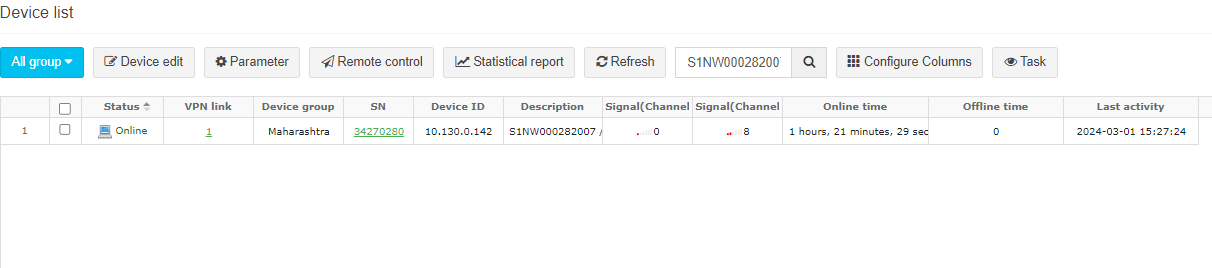 Device list
All group Device edit Parameter Remote control Statistical report Refresh S1NW00028200 Configure Columns Task
Status VPN link Device group SN Device ID Description Signal(Channel Signal(Channel Online time Offline time Last activity
1 Online 1 Maharashtra 34270280 10.130.0.142 S1NW000282007 / 0 8 1 hours, 21 minutes, 29 sec 0 2024-03-01 15:27:24